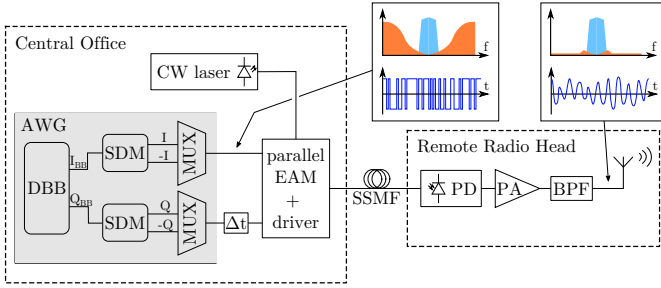 Central Office
CW laser
AWG
DBB
I_BB
Q_BB
SDM
I
-I
MUX
SDM
Q
-Q
MUX
Δt
parallel
EAM
+
driver
SSMF
f
t
f
t
Remote Radio Head
PD
PA
BPF